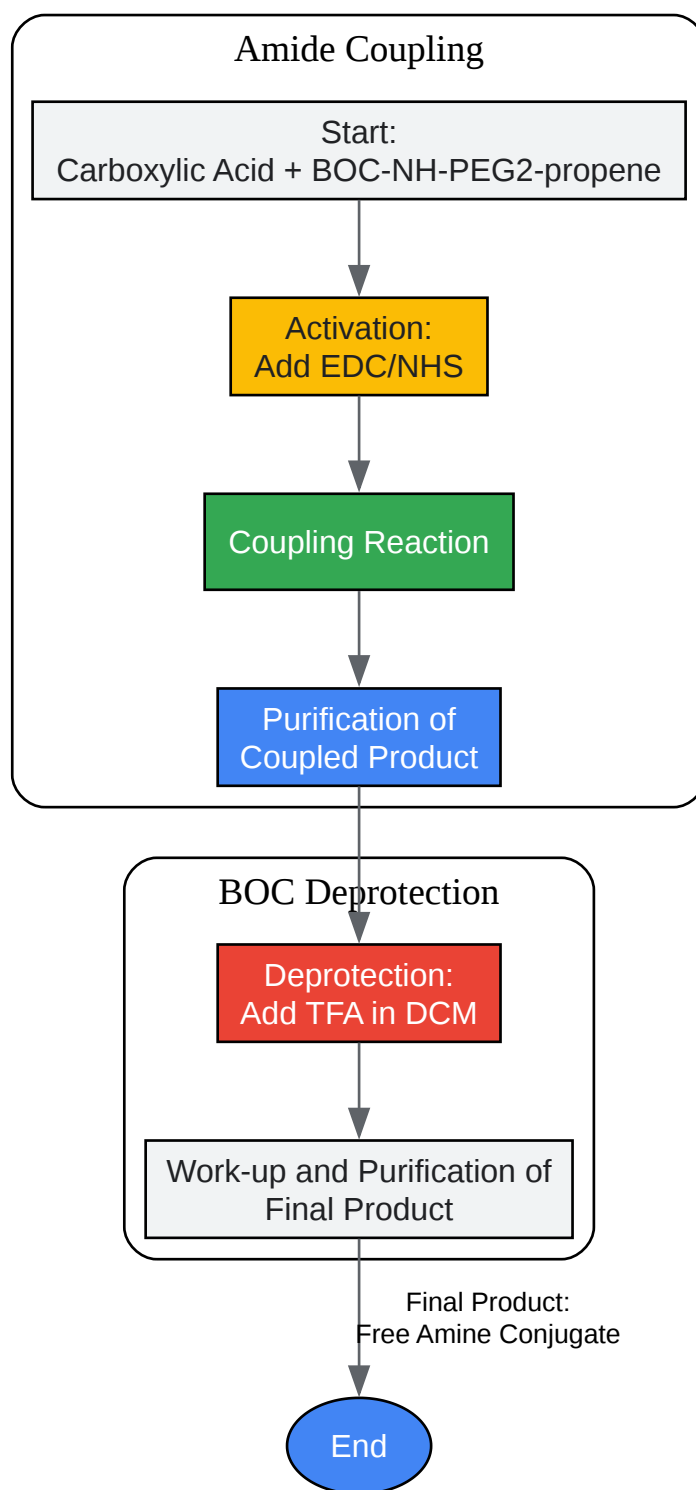 Amide Coupling
Start:
Carboxylic Acid + BOC-NH-PEG2-propene
Activation:
Add EDC/NHS
Coupling Reaction
Purification of
Coupled Product
BOC Deprotection
Deprotection:
Add TFA in DCM
Work-up and Purification of
Final Product
Final Product:
Free Amine Conjugate
End